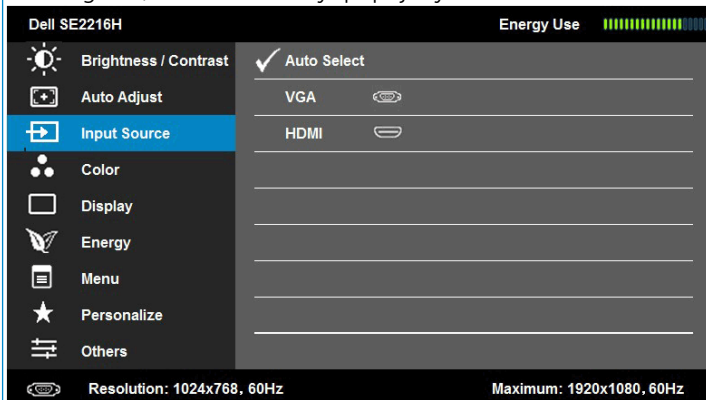 Dell SE2216H Energy Use
Brightness / Contrast Auto Select
Auto Adjust VGA
Input Source HDMI
Color
Display
Energy
Menu
Personalize
Others
Resolution: 1024x768, 60Hz Maximum: 1920x1080, 60Hz